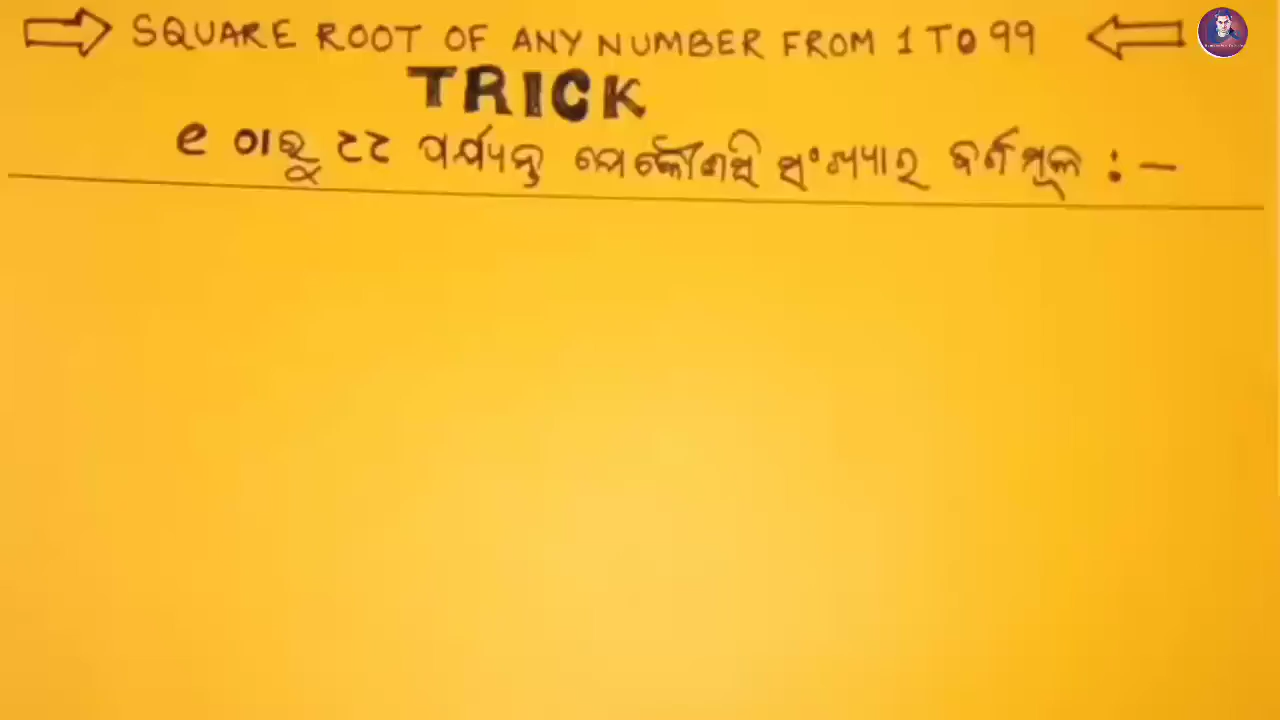 SQUARE ROOT OF ANY NUMBER FROM 1 TO 99
TRICK
୧ ଠାରୁ ୯୯ ପର୍ଯ୍ୟନ୍ତ ଯେକୌଣସି ସଂଖ୍ୟାର ବର୍ଗମୂଳ : —